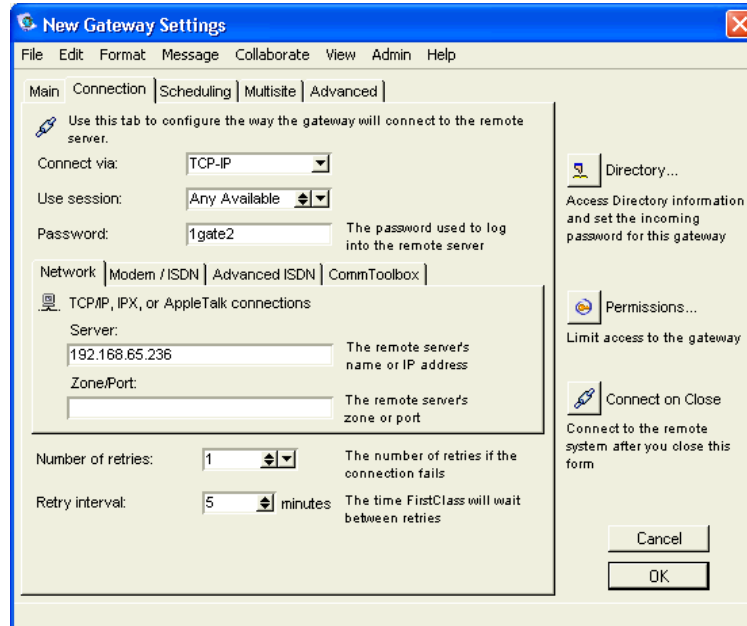 New Gateway Settings
File Edit Format Message Collaborate View Admin Help
Main Connection Scheduling Multisite Advanced
Use this tab to configure the way the gateway will connect to the remote
server.
Connect via: TCP-IP
Use session: Any Available
Password: 1gate2
The password used to log
into the remote server
Network Modem / ISDN Advanced ISDN CommToolbox
TCP/IP, IPX, or AppleTalk connections
Server:
192.168.65.236
The remote server's
name or IP address
Zone/Port:
The remote server's
zone or port
Number of retries: 1
The number of retries if the
connection fails
Retry interval: 5 minutes
The time FirstClass will wait
between retries
Directory...
Access Directory information
and set the incoming
password for this gateway
Permissions...
Limit access to the gateway
Connect on Close
Connect to the remote
system after you close this
form
Cancel
OK